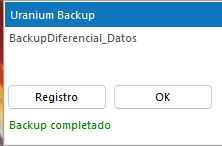 Uranium Backup
BackupDiferencial_Datos
Registro
OK
Backup completado